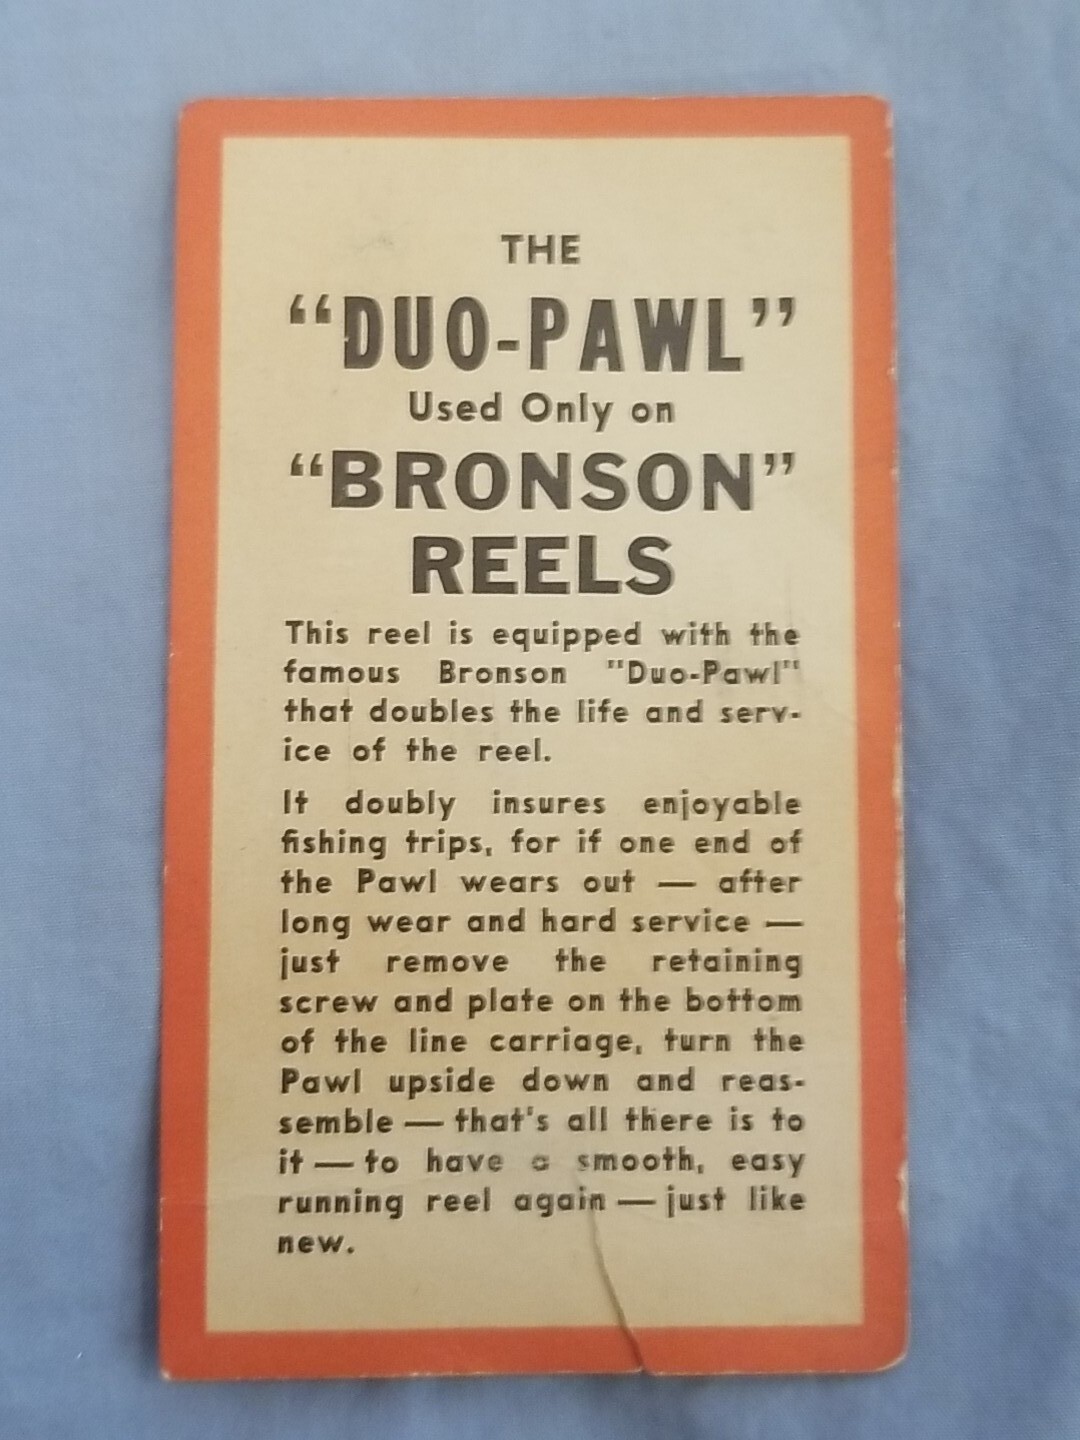 THE
“DUO-PAWL”
Used Only on
“BRONSON”
REELS
This reel is equipped with the
famous Bronson "Duo-Pawl"
that doubles the life and serv-
ice of the reel.
It doubly insures enjoyable
fishing trips, for if one end of
the Pawl wears out — after
long wear and hard service —
just remove the retaining
screw and plate on the bottom
of the line carriage, turn the
Pawl upside down and reas-
semble — that's all there is to
it — to have a smooth, easy
running reel again — just like
new.